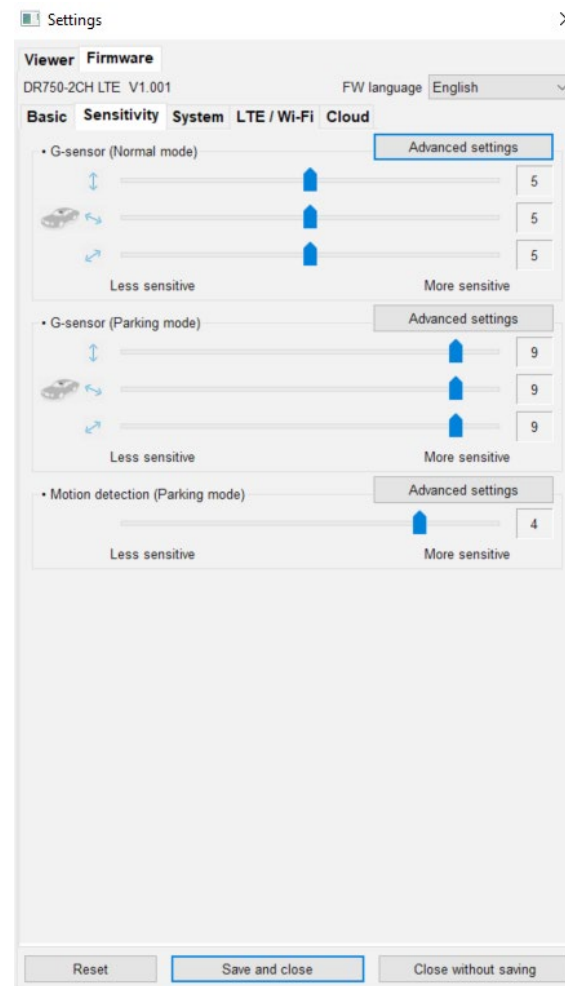 Settings
Viewer Firmware
DR750-2CH LTE V1.001 FW language English
Basic Sensitivity System LTE / Wi-Fi Cloud
• G-sensor (Normal mode) Advanced settings
5
5
5
Less sensitive More sensitive
• G-sensor (Parking mode) Advanced settings
9
9
9
Less sensitive More sensitive
• Motion detection (Parking mode) Advanced settings
4
Less sensitive More sensitive
Reset Save and close Close without saving